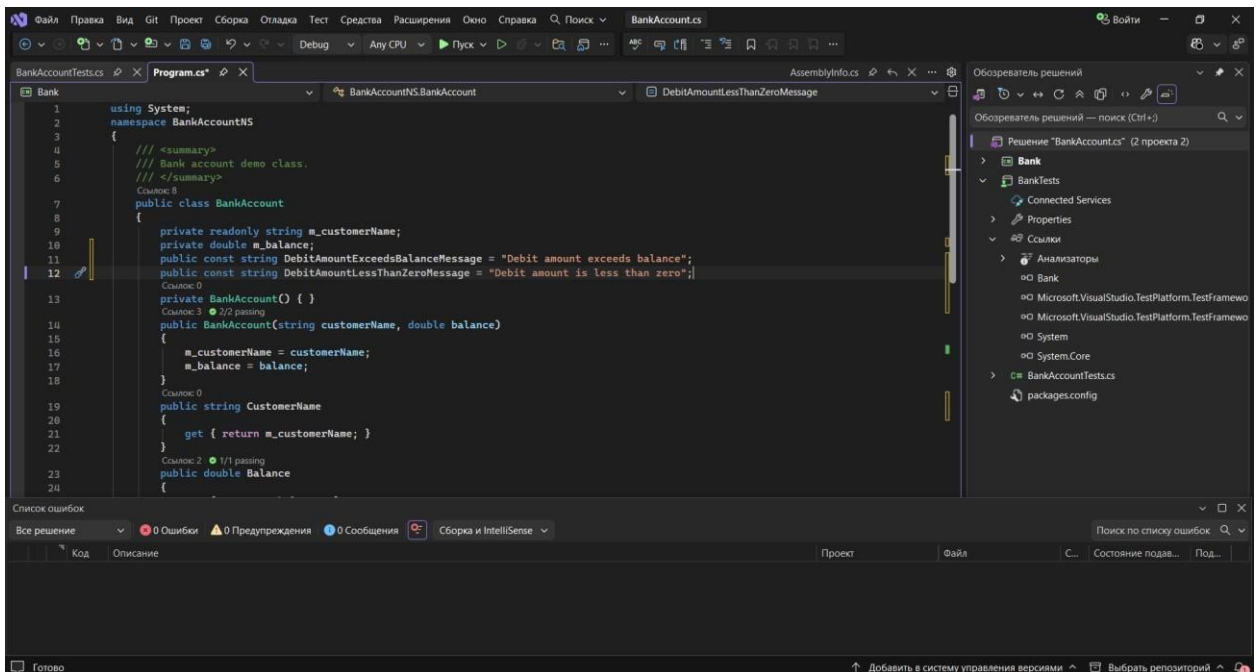 Файл Правка Вид Git Проект Сборка Отладка Тест Средства Расширения Окно Справка Поиск BankAccount.cs Войти
Debug Any CPU Пуск
BankAccountTests.cs Program.cs* AssemblyInfo.cs
Bank BankAccountNS.BankAccount DebitAmountLessThanZeroMessage
1 using System;
2 namespace BankAccountNS
3 {
4 /// <summary>
5 /// Bank account demo class.
6 /// </summary>
Ссылок: 8
7 public class BankAccount
8 {
9 private readonly string m_customerName;
10 private double m_balance;
11 public const string DebitAmountExceedsBalanceMessage = "Debit amount exceeds balance";
12 public const string DebitAmountLessThanZeroMessage = "Debit amount is less than zero";
Ссылок: 0
13 private BankAccount() { }
Ссылок: 3 2/2 passing
14 public BankAccount(string customerName, double balance)
15 {
16 m_customerName = customerName;
17 m_balance = balance;
18 }
Ссылок: 0
19 public string CustomerName
20 {
21 get { return m_customerName; }
22 }
Ссылок: 2 1/1 passing
23 public double Balance
24 {
Обозреватель решений
Обозреватель решений — поиск (Ctrl+;)
Решение "BankAccount.cs" (2 проекта 2)
Bank
BankTests
Connected Services
Properties
Ссылки
Анализаторы
Bank
Microsoft.VisualStudio.TestPlatform.TestFramewo
Microsoft.VisualStudio.TestPlatform.TestFramewo
System
System.Core
C# BankAccountTests.cs
packages.config
Список ошибок
Все решение 0 Ошибки 0 Предупреждения 0 Сообщения Сборка и IntelliSense Поиск по списку ошибок
Код Описание Проект Файл С... Состояние подав... Под...
Готово Добавить в систему управления версиями Выбрать репозиторий